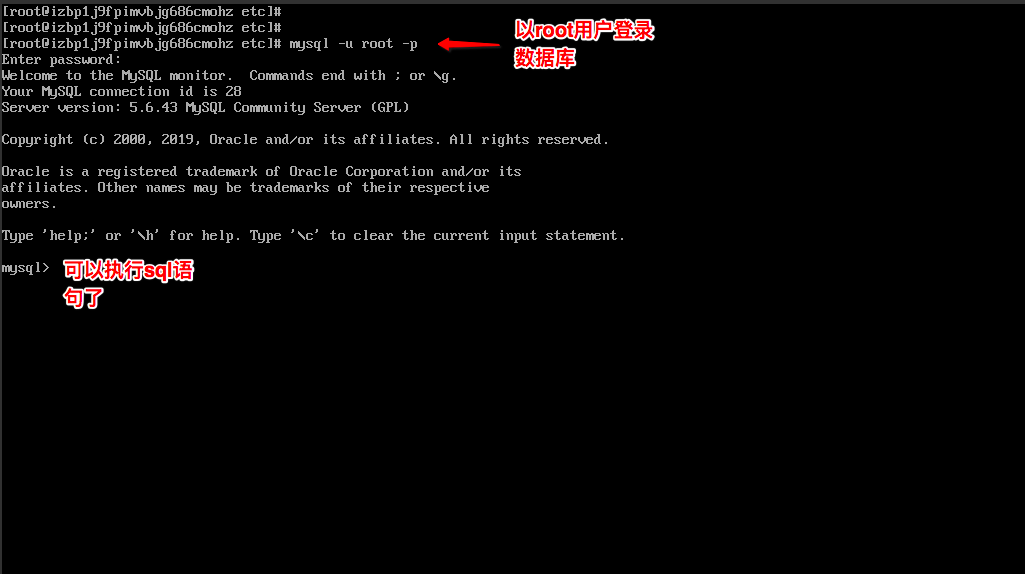 [root@izbp1j9fpimvbjg686cmohz etc]#
[root@izbp1j9fpimvbjg686cmohz etc]#
[root@izbp1j9fpimvbjg686cmohz etc]# mysql -u root -p
以root用户登录
数据库
Enter password:
Welcome to the MySQL monitor.  Commands end with ; or \g.
Your MySQL connection id is 28
Server version: 5.6.43 MySQL Community Server (GPL)
Copyright (c) 2000, 2019, Oracle and/or its affiliates. All rights reserved.
Oracle is a registered trademark of Oracle Corporation and/or its
affiliates. Other names may be trademarks of their respective
owners.
Type 'help;' or '\h' for help. Type '\c' to clear the current input statement.
mysql>
可以执行sql语
句了